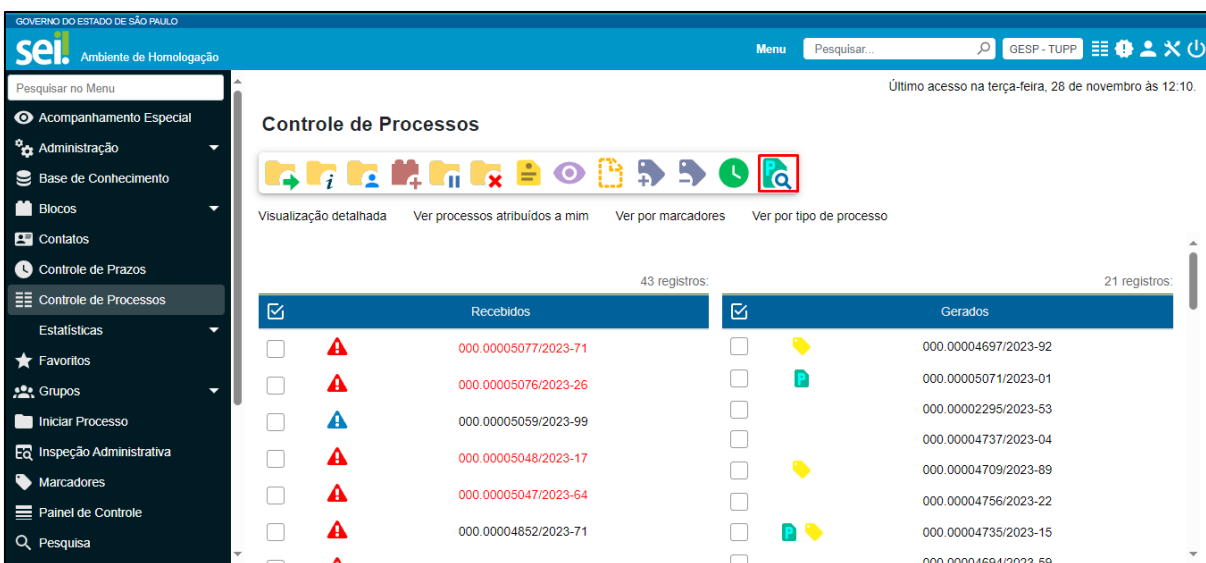 GOVERNO DO ESTADO DE SÃO PAULO
sei! Ambiente de Homologação
Menu Pesquisar... GESP - TUPP
Pesquisar no Menu
Acompanhamento Especial
Administração
Base de Conhecimento
Blocos
Contatos
Controle de Prazos
Controle de Processos
Estatísticas
Favoritos
Grupos
Iniciar Processo
Inspeção Administrativa
Marcadores
Painel de Controle
Pesquisa
Último acesso na terça-feira, 28 de novembro às 12:10.
Controle de Processos
Visualização detalhada Ver processos atribuídos a mim Ver por marcadores Ver por tipo de processo
43 registros:
Recebidos
000.00005077/2023-71
000.00005076/2023-26
000.00005059/2023-99
000.00005048/2023-17
000.00005047/2023-64
000.00004852/2023-71
21 registros:
Gerados
000.00004697/2023-92
000.00005071/2023-01
000.00002295/2023-53
000.00004737/2023-04
000.00004709/2023-89
000.00004756/2023-22
000.00004735/2023-15
000.00004694/2023-59